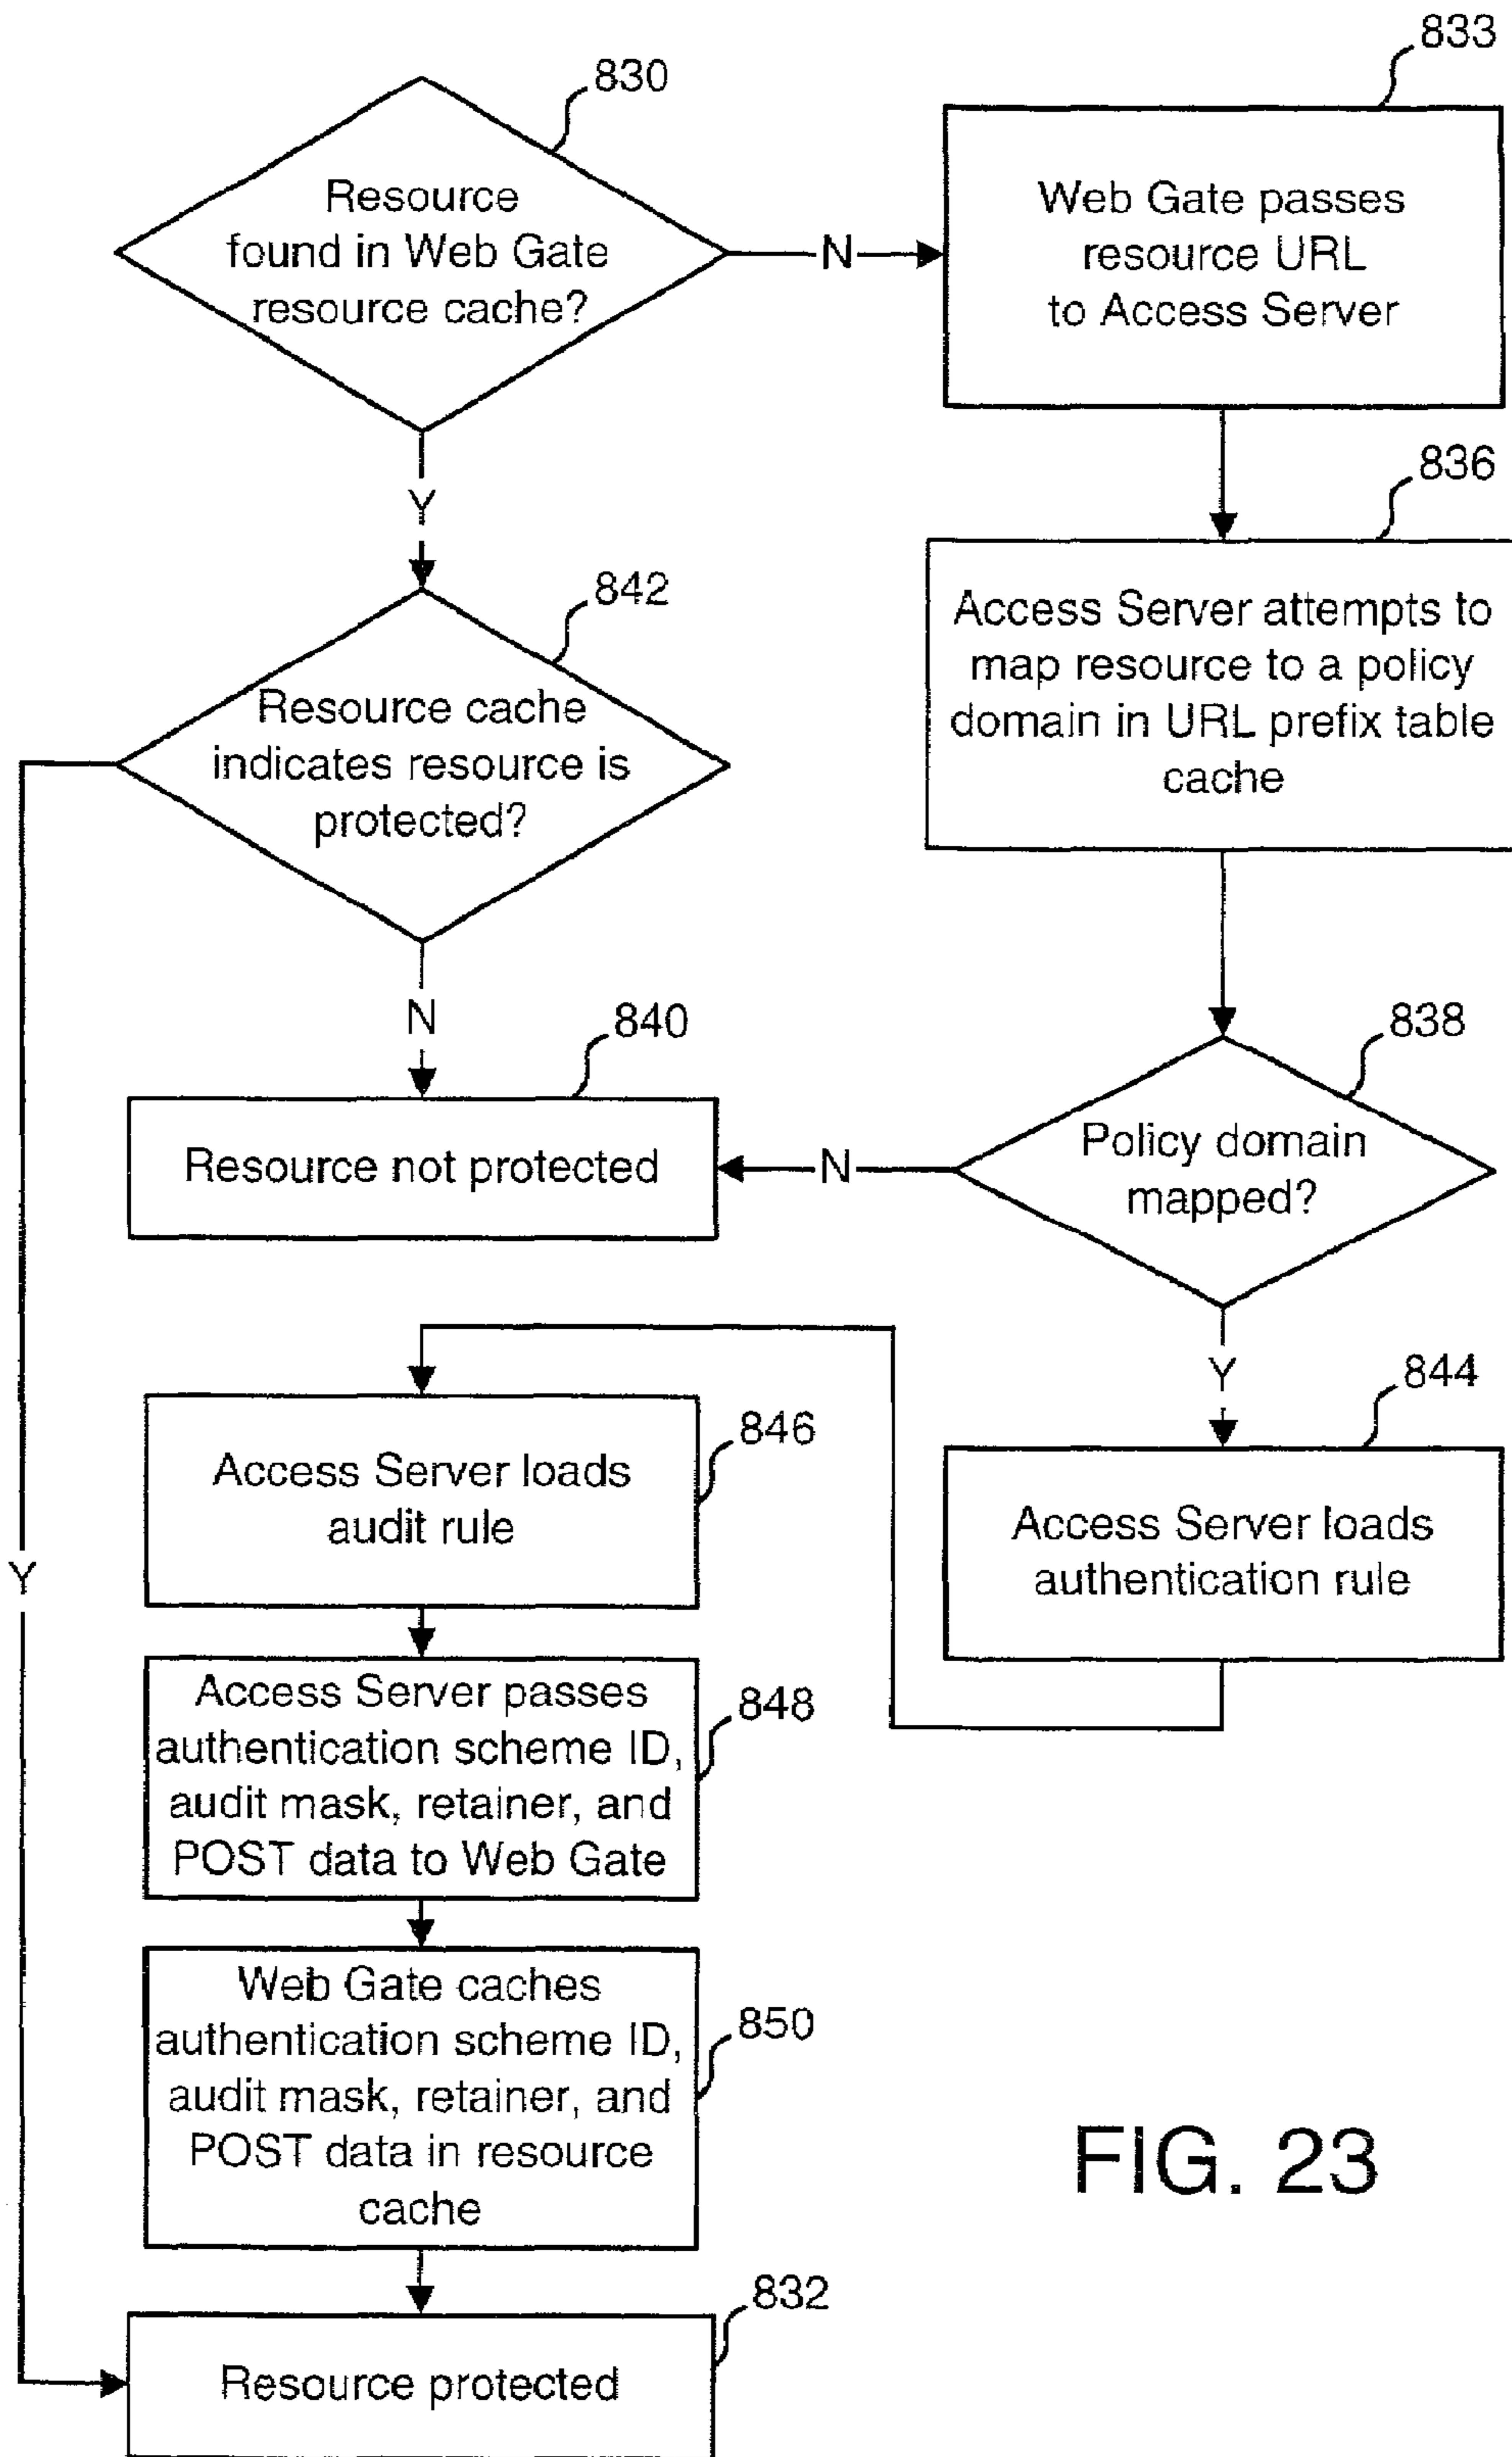 830
Resource
found in Web Gate
resource cache?
N
833
Web Gate passes
resource URL
to Access Server
Y
836
Access Server attempts to
map resource to a policy
domain in URL prefix table
cache
842
Resource cache
indicates resource is
protected?
N
840
Resource not protected
838
Policy domain
mapped?
N
Y
844
Access Server loads
authentication rule
846
Access Server loads
audit rule
Y
848
Access Server passes
authentication scheme ID,
audit mask, retainer, and
POST data to Web Gate
850
Web Gate caches
authentication scheme ID,
audit mask, retainer, and
POST data in resource
cache
832
Resource protected
FIG. 23